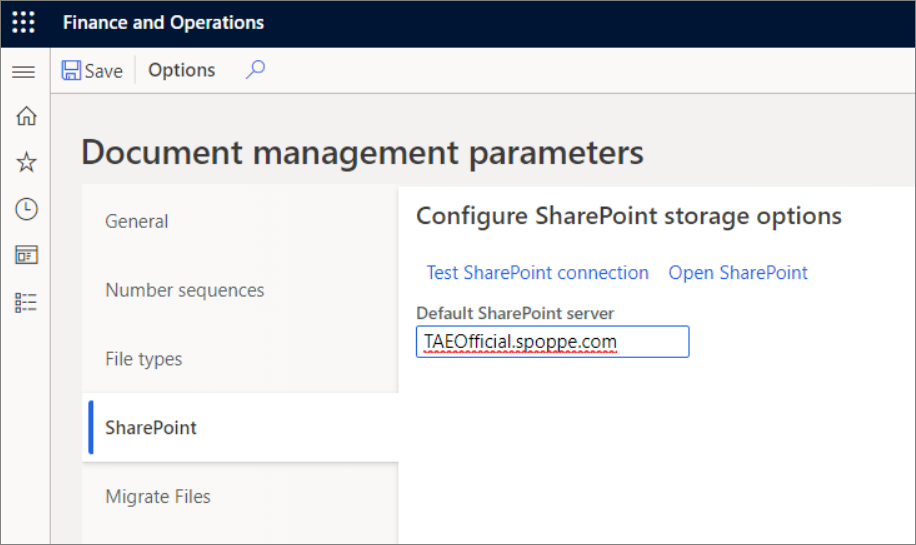 Finance and Operations
Save Options
Document management parameters
General
Number sequences
File types
SharePoint
Migrate Files
Configure SharePoint storage options
Test SharePoint connection Open SharePoint
Default SharePoint server
TAEOfficial.spoppe.com